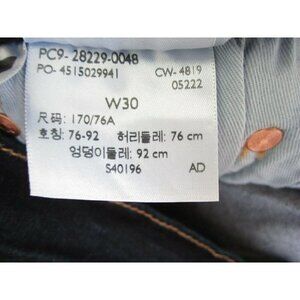 PC9- 28229-0048
PO- 4515029941 CW- 4819
05222
W30
尺码: 170/76A
호칭: 76-92 허리둘레: 76 cm
엉덩이둘레: 92 cm
S40196 AD